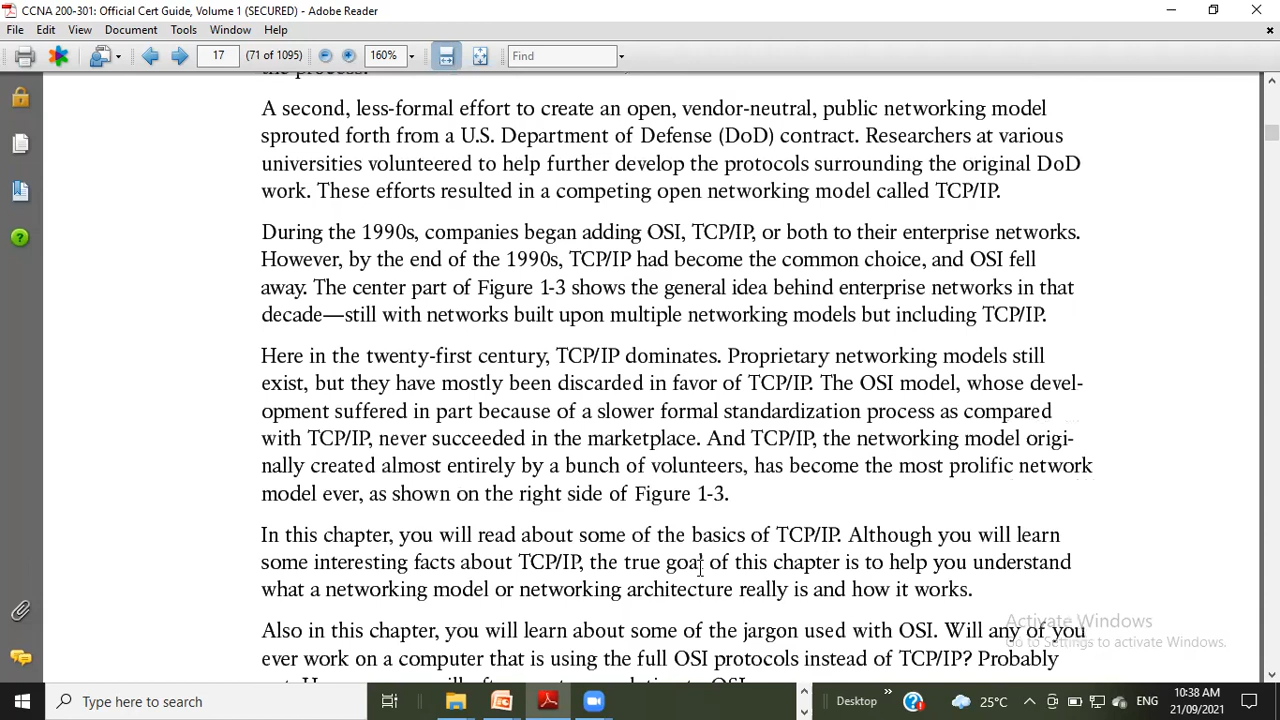 CCNA 200-301: Official Cert Guide, Volume 1 (SECURED) - Adobe Reader
File Edit View Document Tools Window Help
17 (71 of 1095) 160% Find
the process.
A second, less-formal effort to create an open, vendor-neutral, public networking model
sprouted forth from a U.S. Department of Defense (DoD) contract. Researchers at various
universities volunteered to help further develop the protocols surrounding the original DoD
work. These efforts resulted in a competing open networking model called TCP/IP.
During the 1990s, companies began adding OSI, TCP/IP, or both to their enterprise networks.
However, by the end of the 1990s, TCP/IP had become the common choice, and OSI fell
away. The center part of Figure 1-3 shows the general idea behind enterprise networks in that
decade—still with networks built upon multiple networking models but including TCP/IP.
Here in the twenty-first century, TCP/IP dominates. Proprietary networking models still
exist, but they have mostly been discarded in favor of TCP/IP. The OSI model, whose devel-
opment suffered in part because of a slower formal standardization process as compared
with TCP/IP, never succeeded in the marketplace. And TCP/IP, the networking model origi-
nally created almost entirely by a bunch of volunteers, has become the most prolific network
model ever, as shown on the right side of Figure 1-3.
In this chapter, you will read about some of the basics of TCP/IP. Although you will learn
some interesting facts about TCP/IP, the true goal of this chapter is to help you understand
what a networking model or networking architecture really is and how it works.
Also in this chapter, you will learn about some of the jargon used with OSI. Will any of you
ever work on a computer that is using the full OSI protocols instead of TCP/IP? Probably
Activate Windows
Go to Settings to activate Windows.
Type here to search
Desktop
25°C
ENG
10:38 AM
21/09/2021